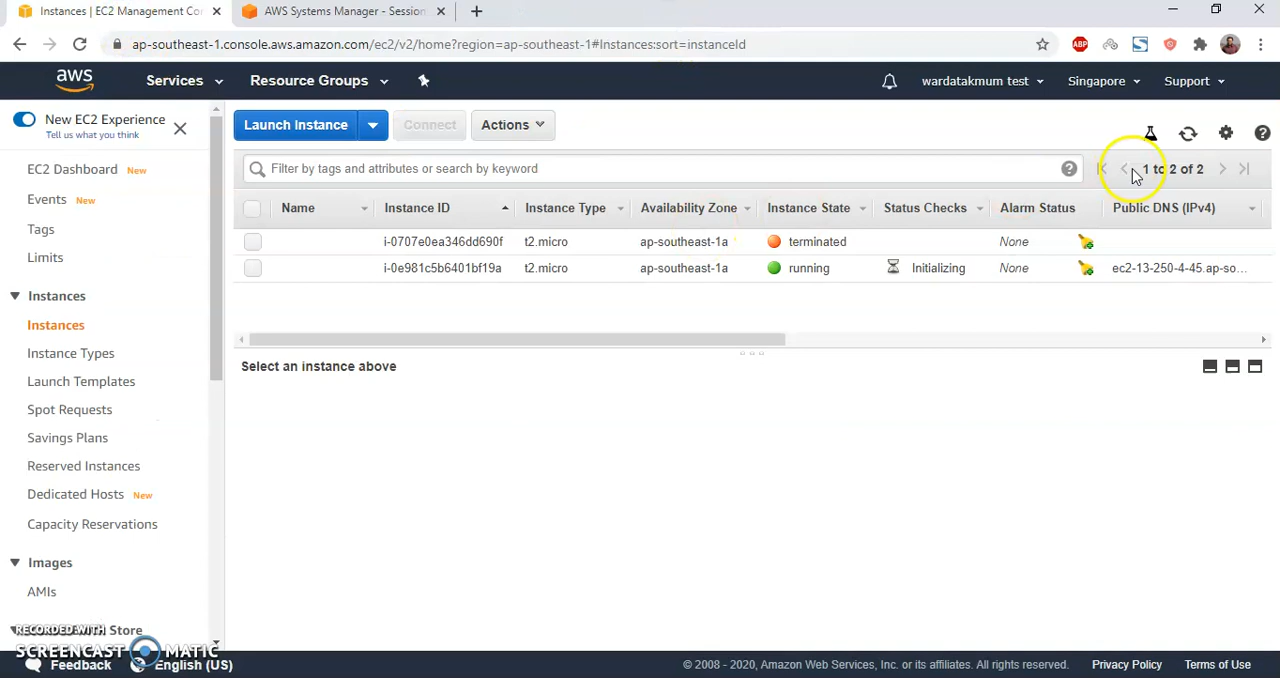 Instances | EC2 Management Co
AWS Systems Manager - Session
ap-southeast-1.console.aws.amazon.com/ec2/v2/home?region=ap-southeast-1#Instances:sort=instanceId
ABP
aws Services Resource Groups wardatakmum test Singapore Support
New EC2 Experience
Tell us what you think
EC2 Dashboard New
Events New
Tags
Limits
Instances
Instances
Instance Types
Launch Templates
Spot Requests
Savings Plans
Reserved Instances
Dedicated Hosts New
Capacity Reservations
Images
AMIs
Store
Launch Instance Connect Actions
Filter by tags and attributes or search by keyword 1 to 2 of 2
Name Instance ID Instance Type Availability Zone Instance State Status Checks Alarm Status Public DNS (IPv4)
i-0707e0ea346dd690f t2.micro ap-southeast-1a terminated None
i-0e981c5b6401bf19a t2.micro ap-southeast-1a running Initializing None ec2-13-250-4-45.ap-so...
Select an instance above
RECORDED WITH
SCREENCAST MATIC
Feedback English (US) © 2008 - 2020, Amazon Web Services, Inc. or its affiliates. All rights reserved. Privacy Policy Terms of Use